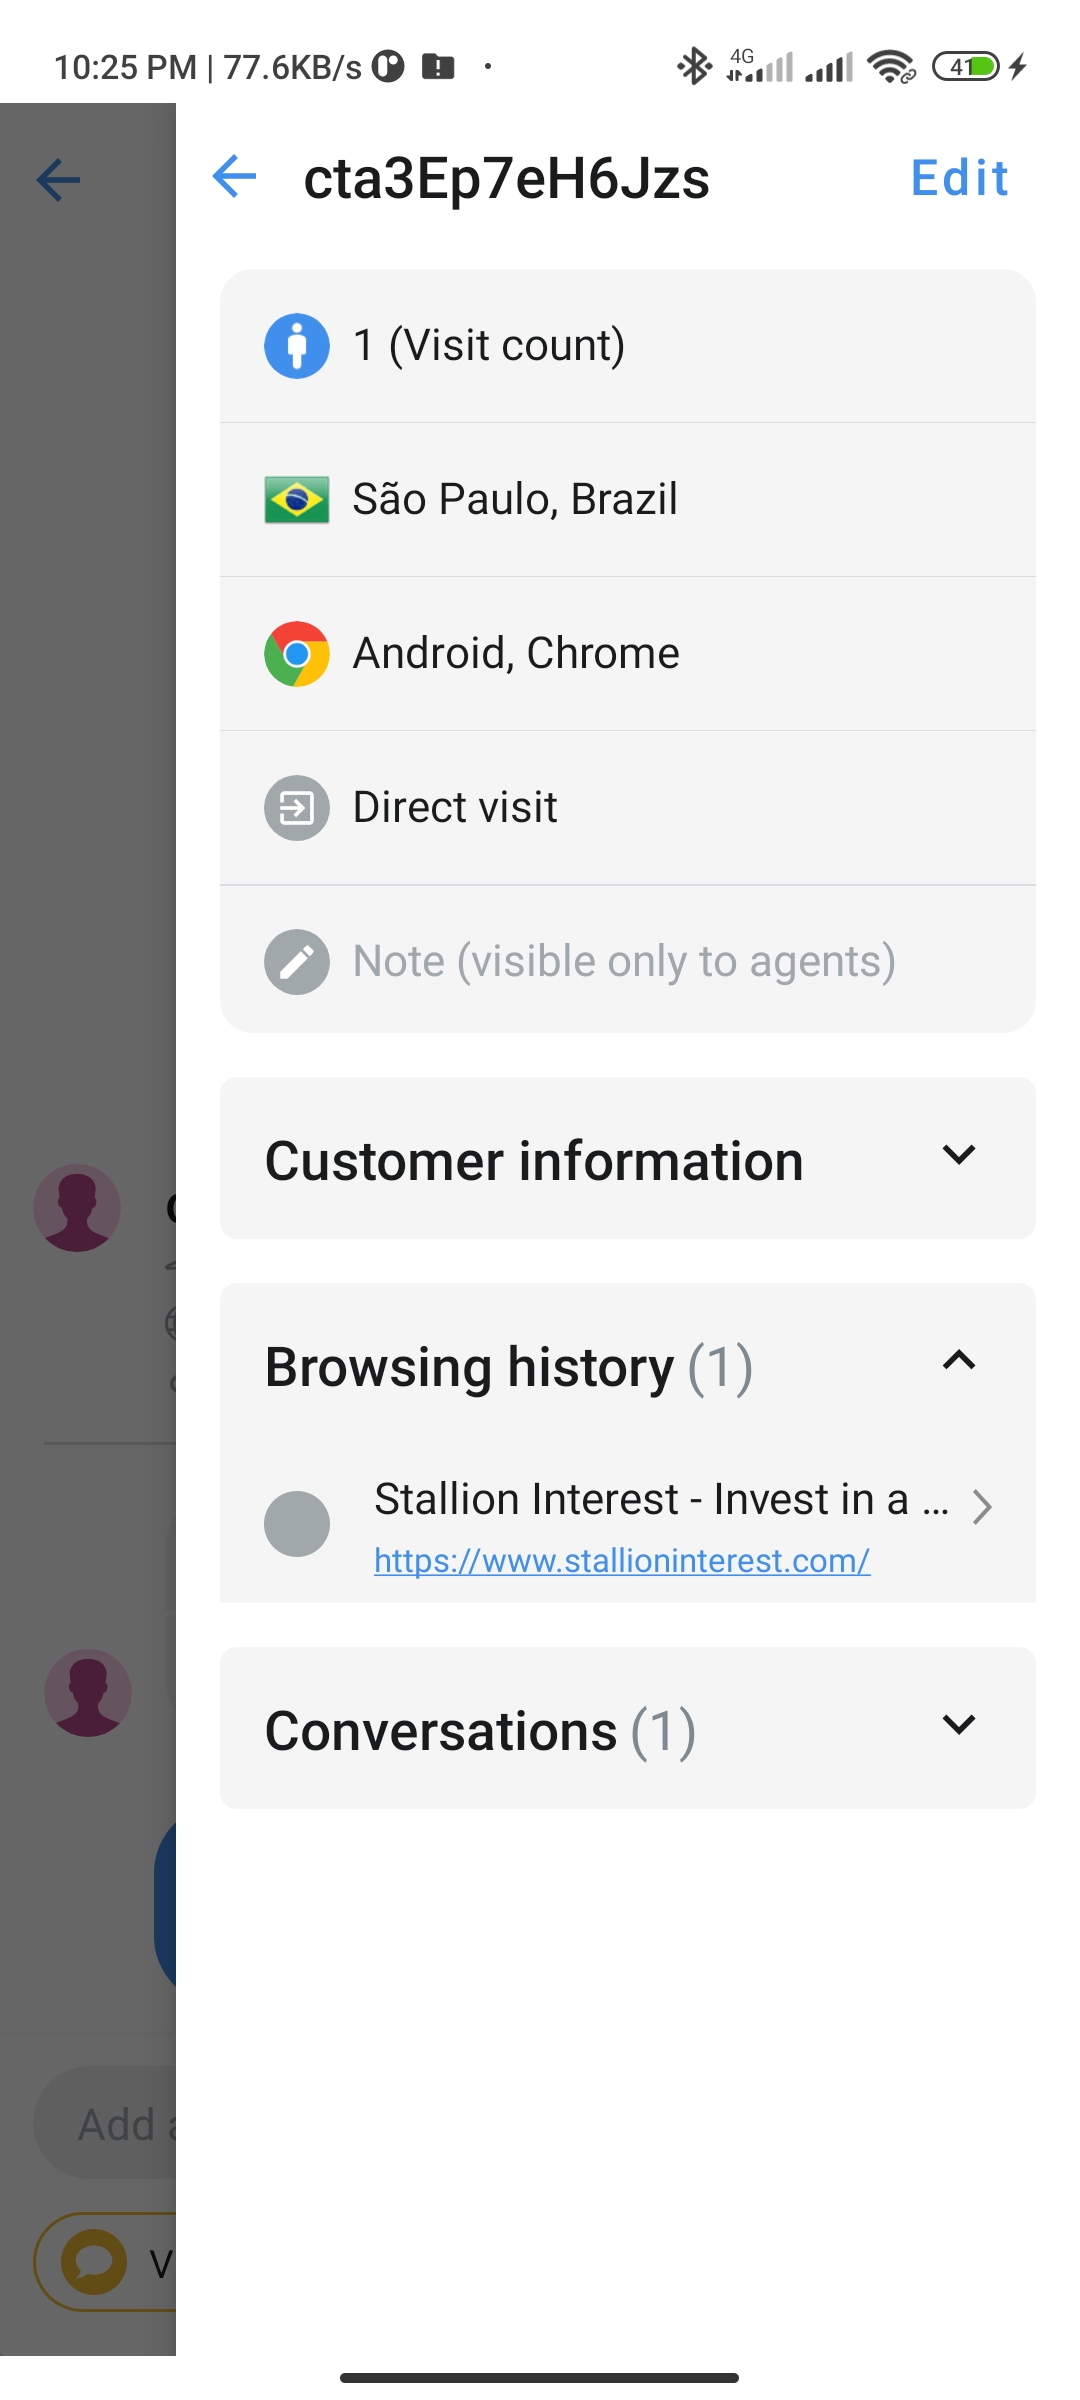 10:25 PM | 77.6KB/s
4G
41
cta3Ep7eH6Jzs
Edit
1 (Visit count)
São Paulo, Brazil
Android, Chrome
Direct visit
Note (visible only to agents)
Customer information
Browsing history (1)
Stallion Interest - Invest in a ...
https://www.stallioninterest.com/
Conversations (1)
Add
V